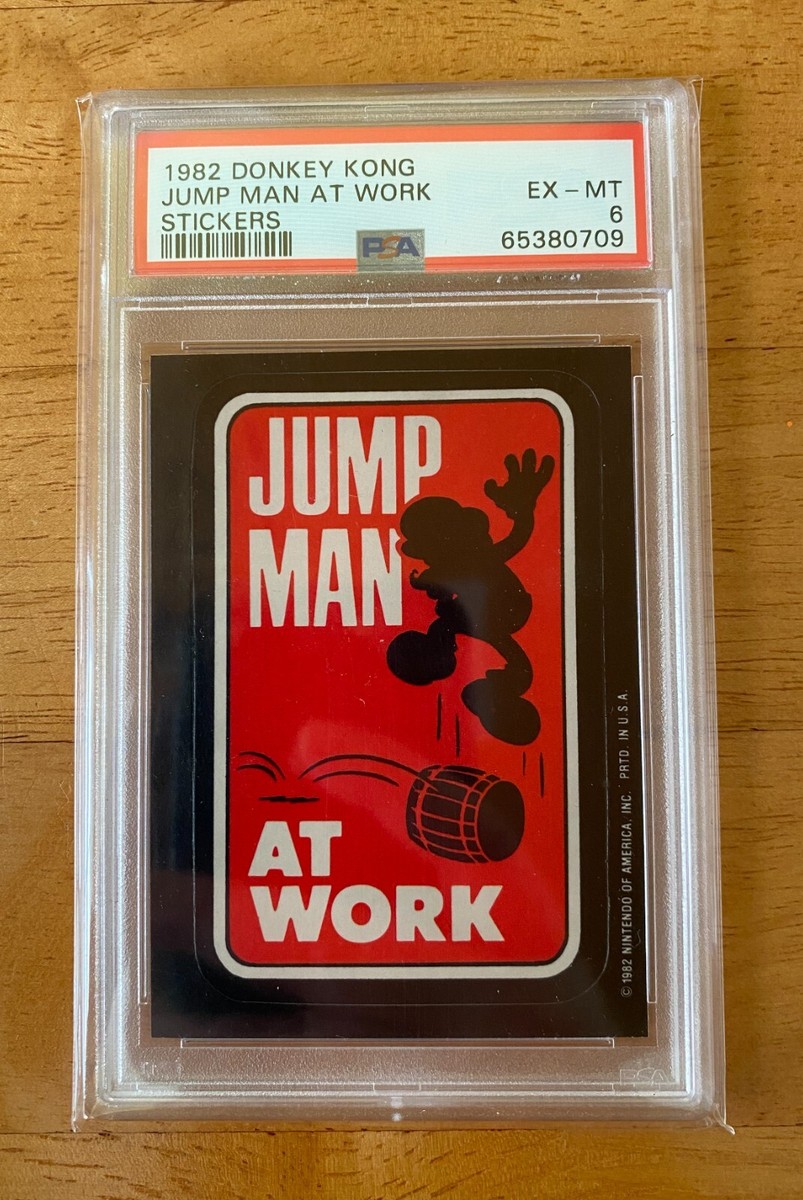 1982 DONKEY KONG
JUMP MAN AT WORK
EX – MT
STICKERS
6
PSA
65380709
JUMP
MAN
AT
WORK
© 1982 NINTENDO OF AMERICA, INC. PRTD. IN U.S.A.
PSA